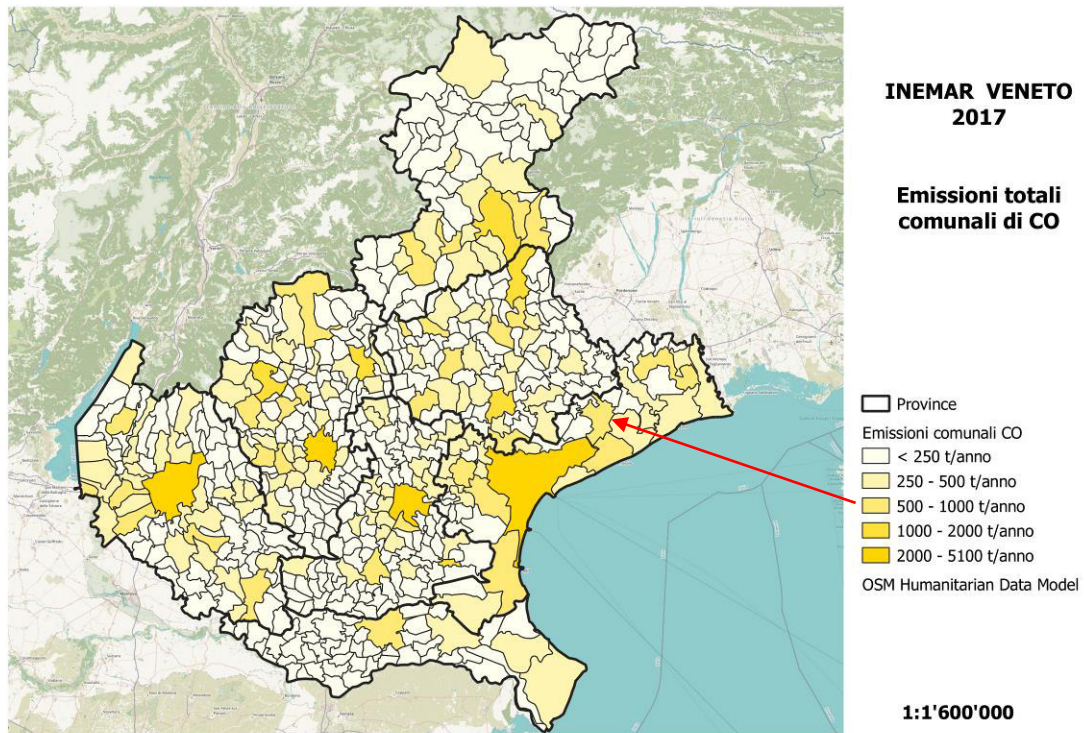 INEMAR VENETO
2017
Emissioni totali
comunali di CO
Province
Emissioni comunali CO
< 250 t/anno
250 - 500 t/anno
500 - 1000 t/anno
1000 - 2000 t/anno
2000 - 5100 t/anno
OSM Humanitarian Data Model
1:1'600'000